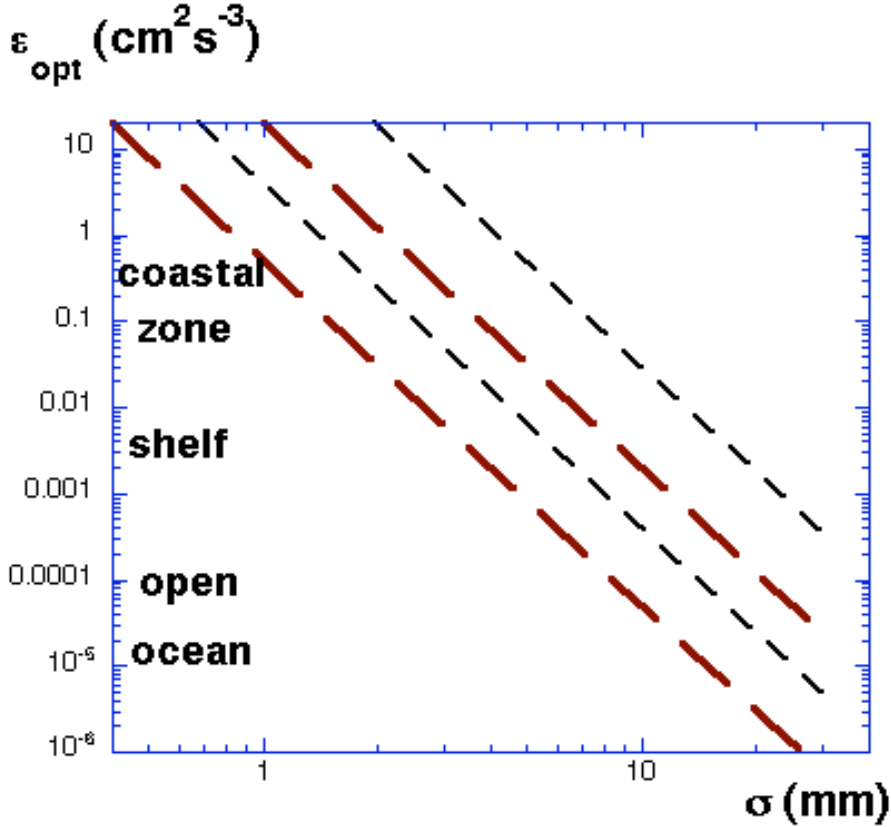 ε_opt (cm²s⁻³)
10
1
coastal
0.1
zone
0.01
shelf
0.001
0.0001
open
ocean
10⁻⁵
10⁻⁶
1
10
σ (mm)